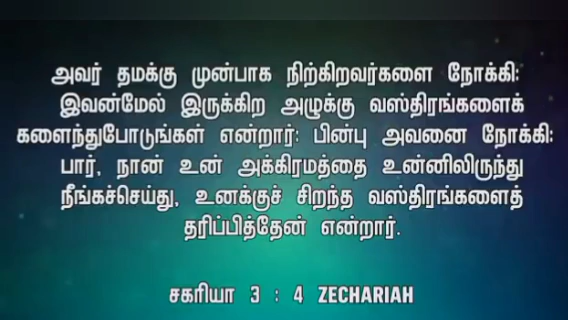 அவர் தமக்கு முன்பாக நிற்கிறவர்களை நோக்கி:
இவன்மேல் இருக்கிற அழுக்கு வஸ்திரங்களைக்
களைந்துபோடுங்கள் என்றார்: பின்பு அவனை நோக்கி:
பார், நான் உன் அக்கிரமத்தை உன்னிலிருந்து
நீங்கச்செய்து, உனக்குச் சிறந்த வஸ்திரங்களைத்
தரிப்பித்தேன் என்றார்.
சகரியா 3 : 4 ZECHARIAH